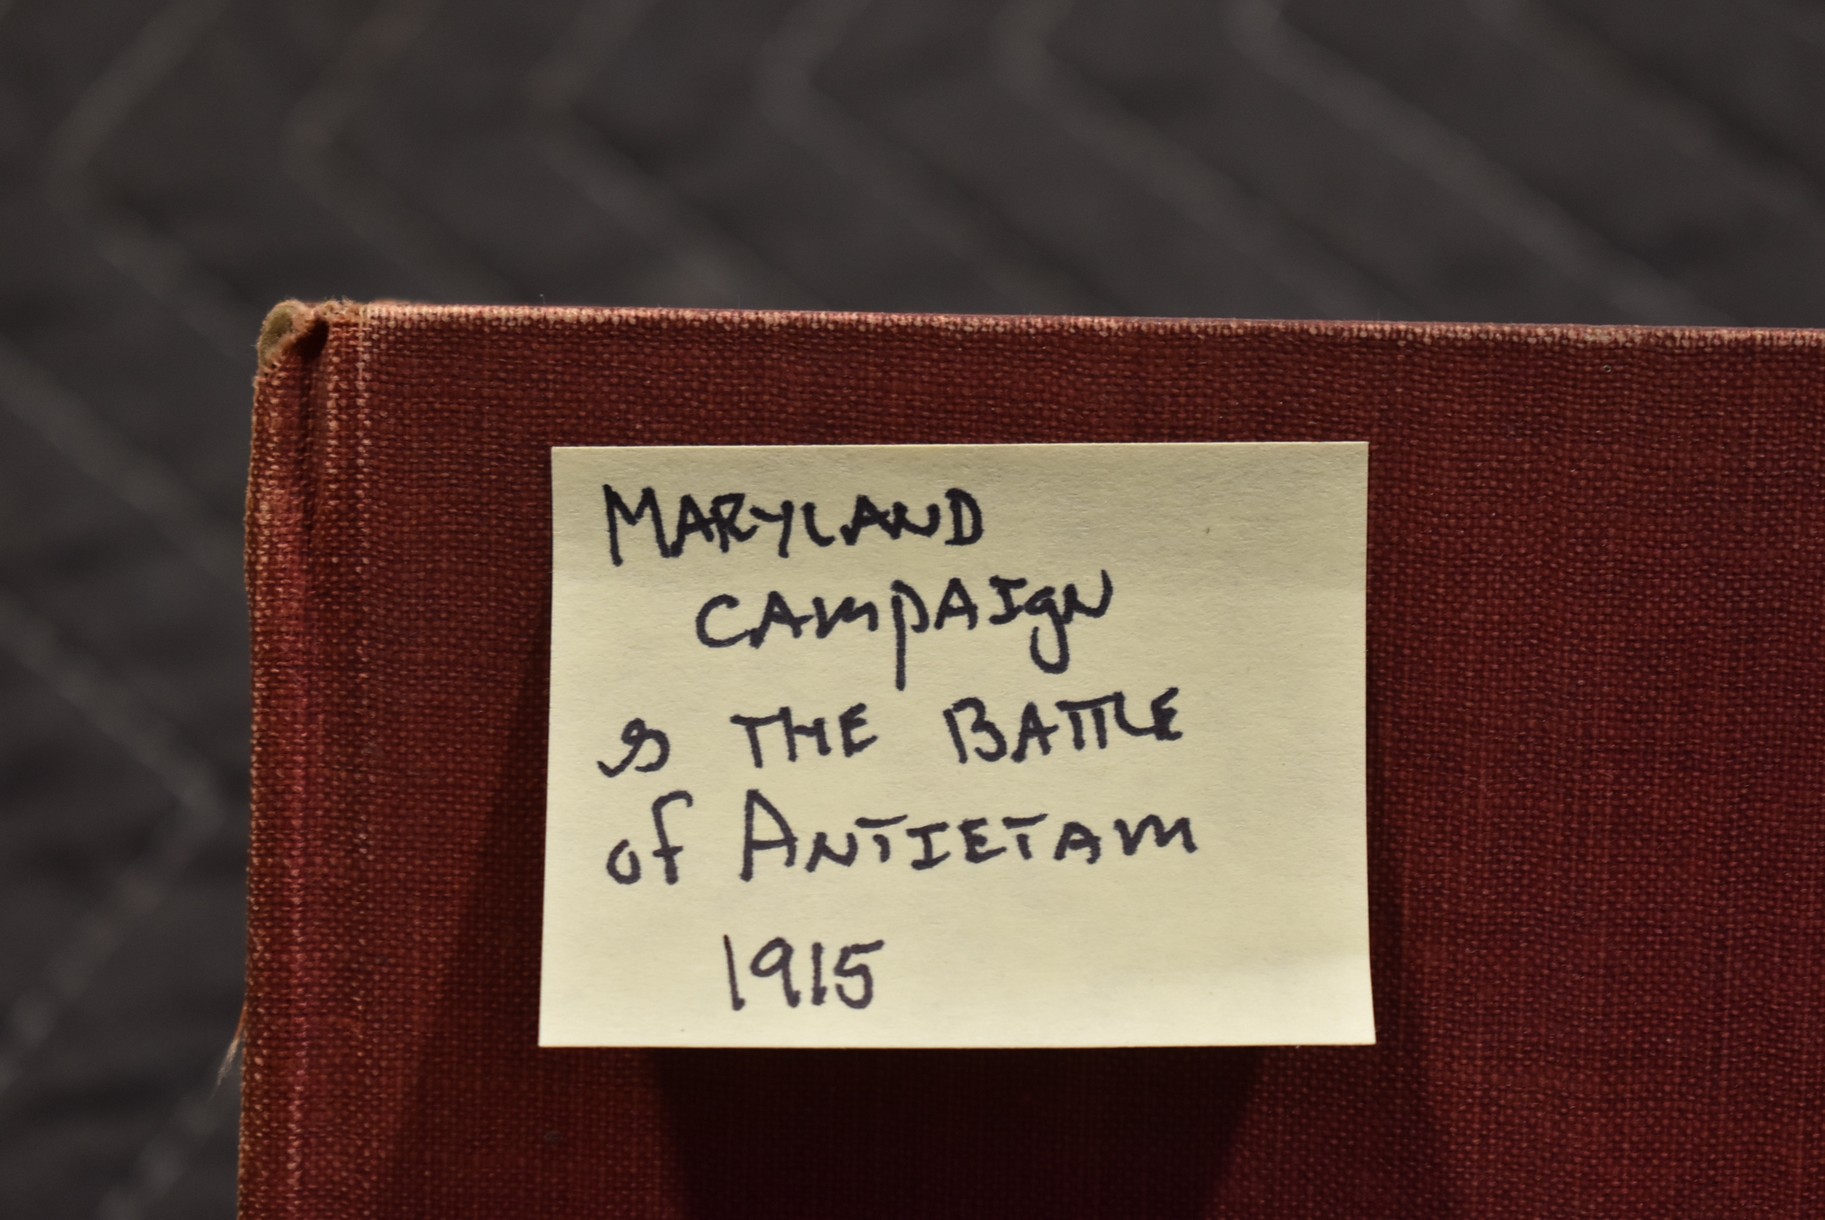 MARYLAND
CAMPAIGN
& THE BATTLE
of ANTIETAM
1915